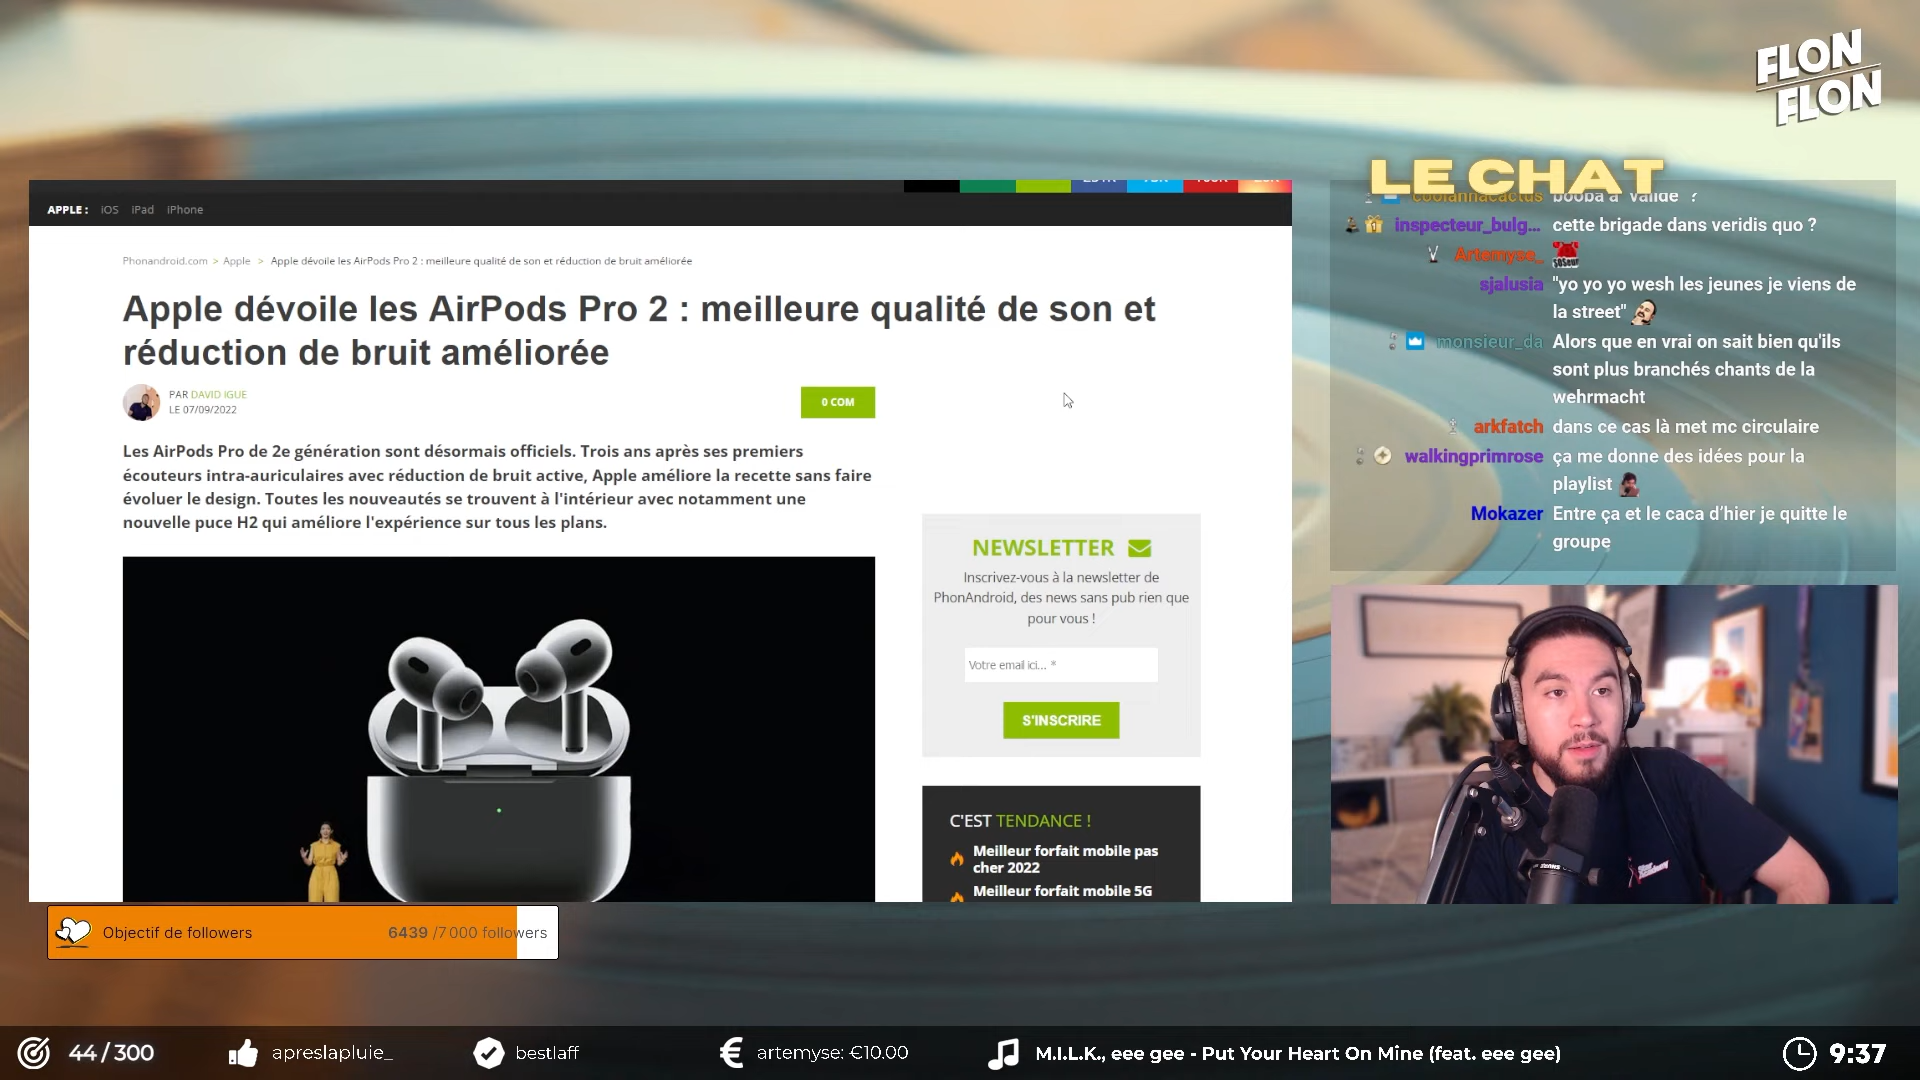 FLON
FLON
LE CHAT
APPLE : iOS iPad iPhone
Phonandroid.com > Apple > Apple dévoile les AirPods Pro 2 : meilleure qualité de son et réduction de bruit améliorée
Apple dévoile les AirPods Pro 2 : meilleure qualité de son et
réduction de bruit améliorée
PAR DAVID IGUE
LE 07/09/2022
0 COM
Les AirPods Pro de 2e génération sont désormais officiels. Trois ans après ses premiers
écouteurs intra-auriculaires avec réduction de bruit active, Apple améliore la recette sans faire
évoluer le design. Toutes les nouveautés se trouvent à l'intérieur avec notamment une
nouvelle puce H2 qui améliore l'expérience sur tous les plans.
NEWSLETTER
Inscrivez-vous à la newsletter de
PhonAndroid, des news sans pub rien que
pour vous !
Votre email ici... *
S'INSCRIRE
C'EST TENDANCE !
Meilleur forfait mobile pas
cher 2022
Meilleur forfait mobile 5G
coolannacactus booba a "validé" ?
inspecteur_bulg... cette brigade dans veridis quo ?
Artemyse_
sjalusia "yo yo yo wesh les jeunes je viens de
la street"
monsieur_da Alors que en vrai on sait bien qu'ils
sont plus branchés chants de la
wehrmacht
arkfatch dans ce cas là met mc circulaire
walkingprimrose ça me donne des idées pour la
playlist
Mokazer Entre ça et le caca d’hier je quitte le
groupe
Objectif de followers 6439 /7 000 followers
44 / 300
apreslapluie_
bestlaff
artemyse: €10.00
M.I.L.K., eee gee - Put Your Heart On Mine (feat. eee gee)
9:37